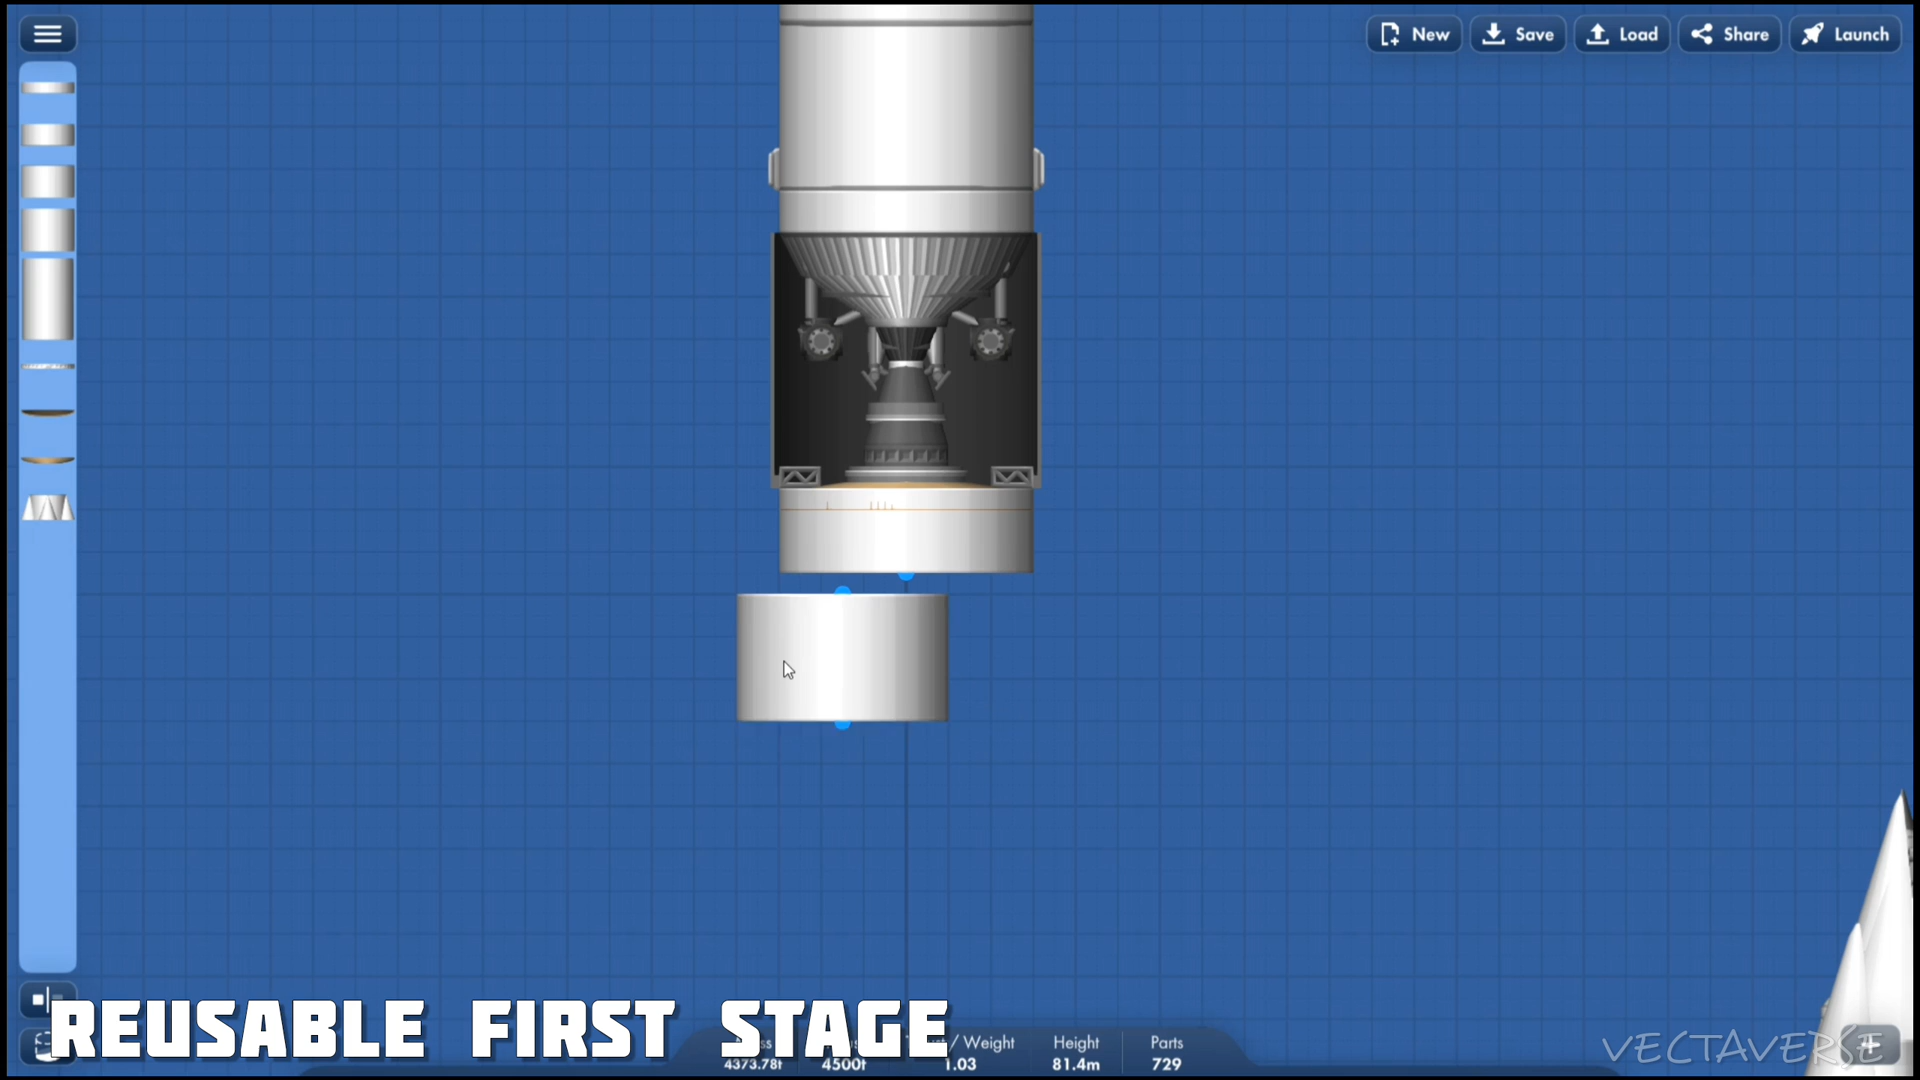 New Save Load Share Launch
REUSABLE FIRST STAGE
/ Weight Height Parts
4373.78t 4500t 1.03 81.4m 729
VECTAVERSE